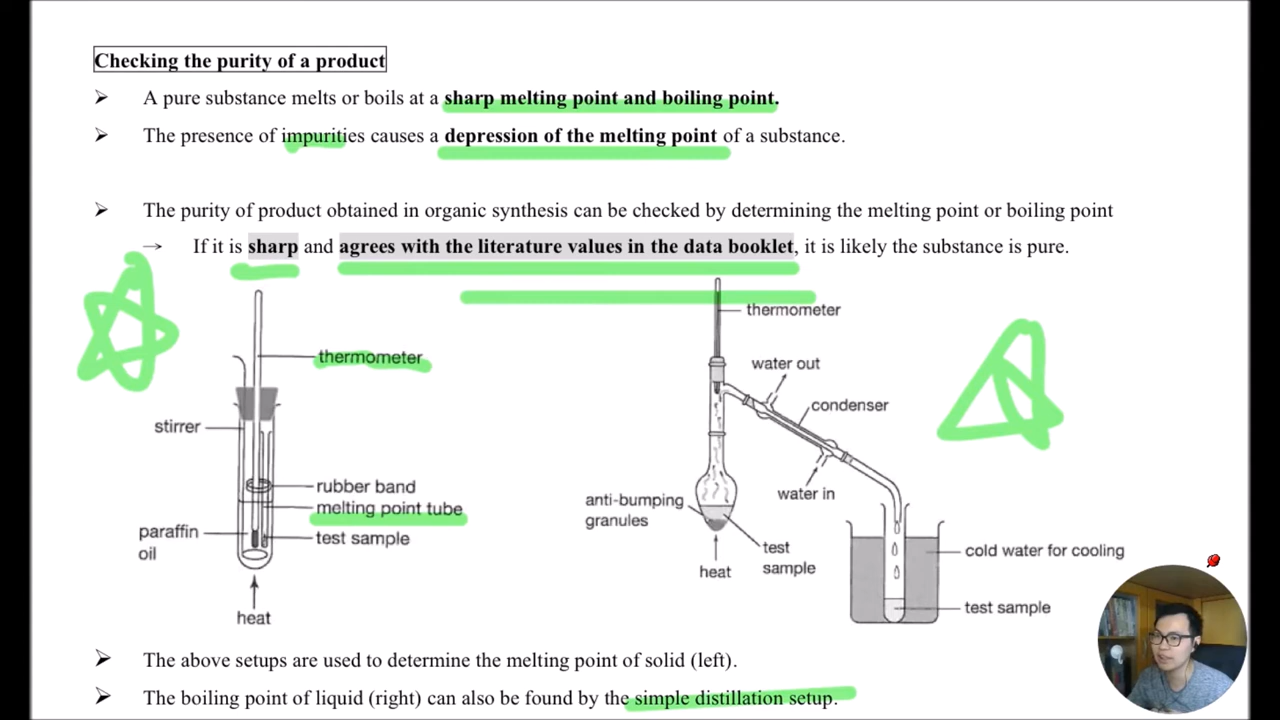 Checking the purity of a product
➢ A pure substance melts or boils at a sharp melting point and boiling point.
➢ The presence of impurities causes a depression of the melting point of a substance.
➢ The purity of product obtained in organic synthesis can be checked by determining the melting point or boiling point
→ If it is sharp and agrees with the literature values in the data booklet, it is likely the substance is pure.
thermometer
stirrer
rubber band
melting point tube
paraffin
oil
test sample
heat
thermometer
water out
condenser
water in
anti-bumping
granules
test
sample
heat
cold water for cooling
test sample
➢ The above setups are used to determine the melting point of solid (left).
➢ The boiling point of liquid (right) can also be found by the simple distillation setup.